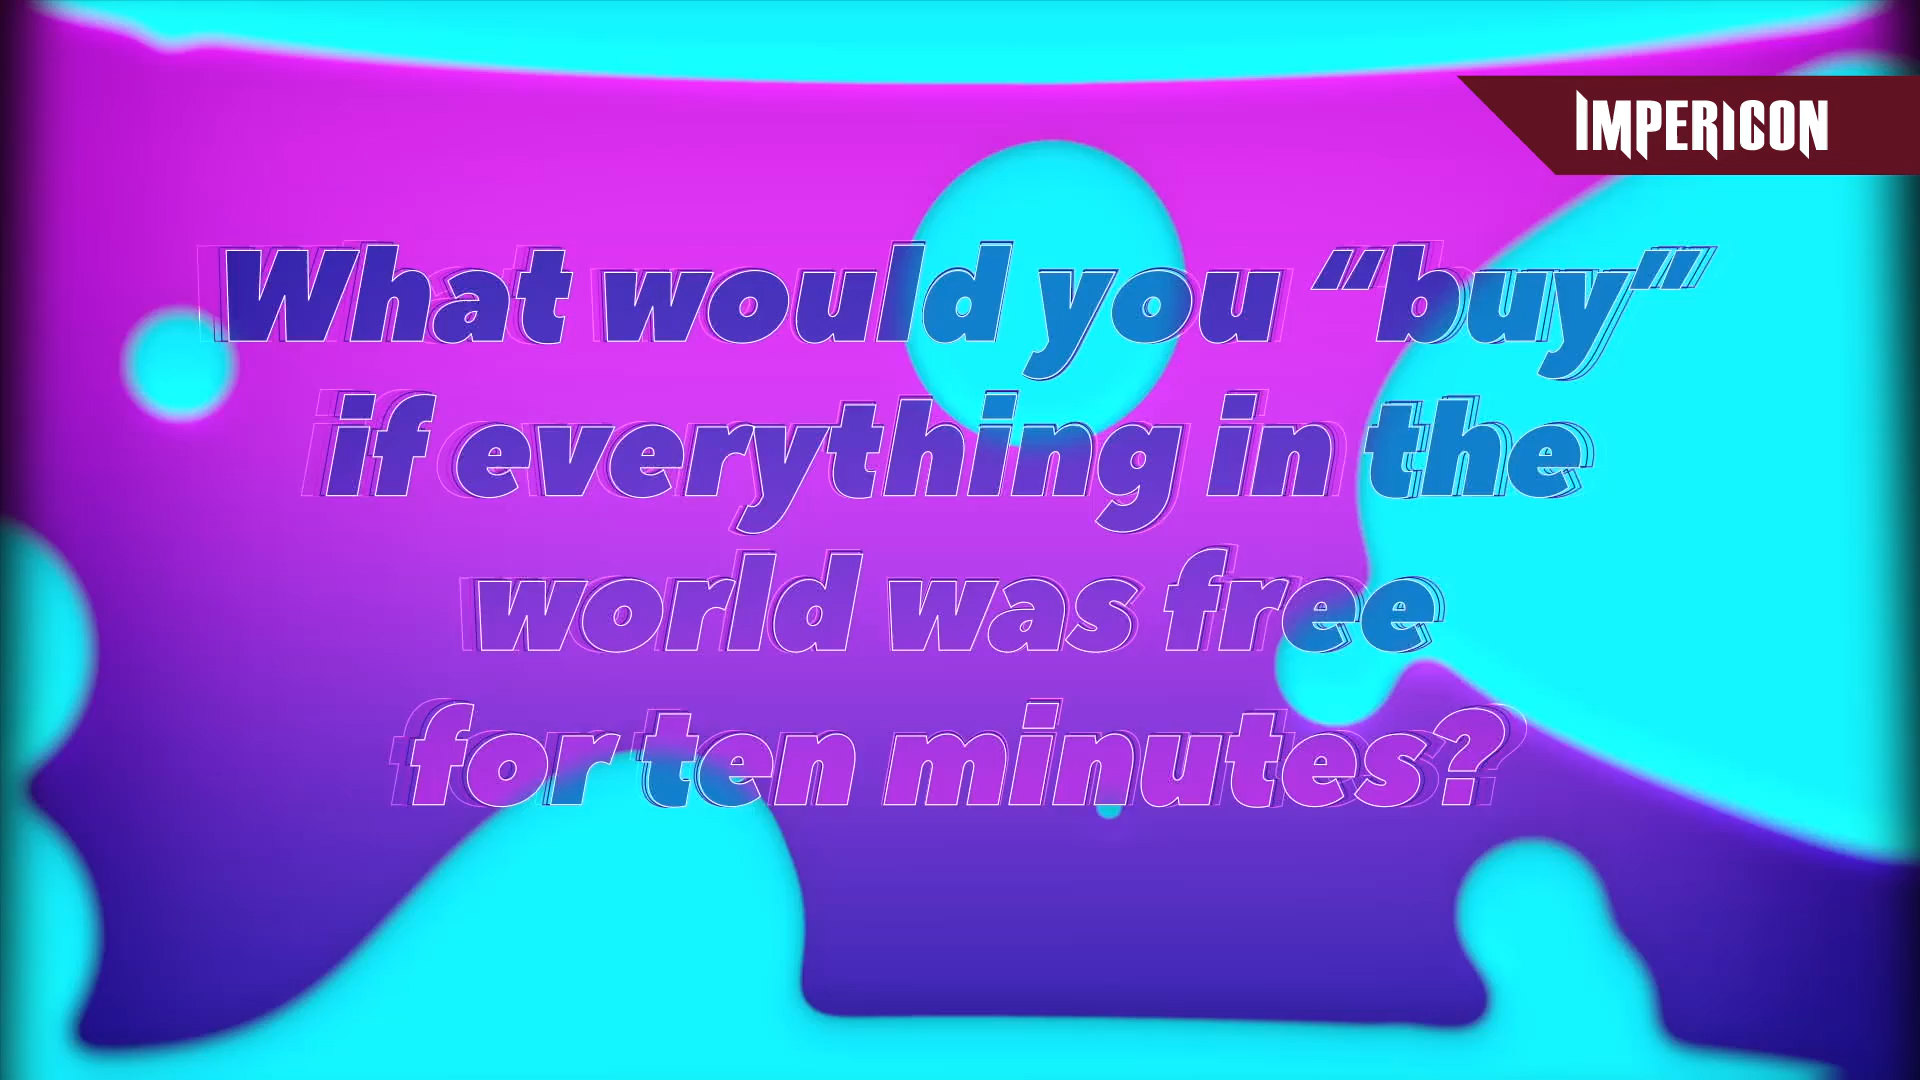 IMPERICON
What would you “buy”
if everything in the
world was free
for ten minutes?